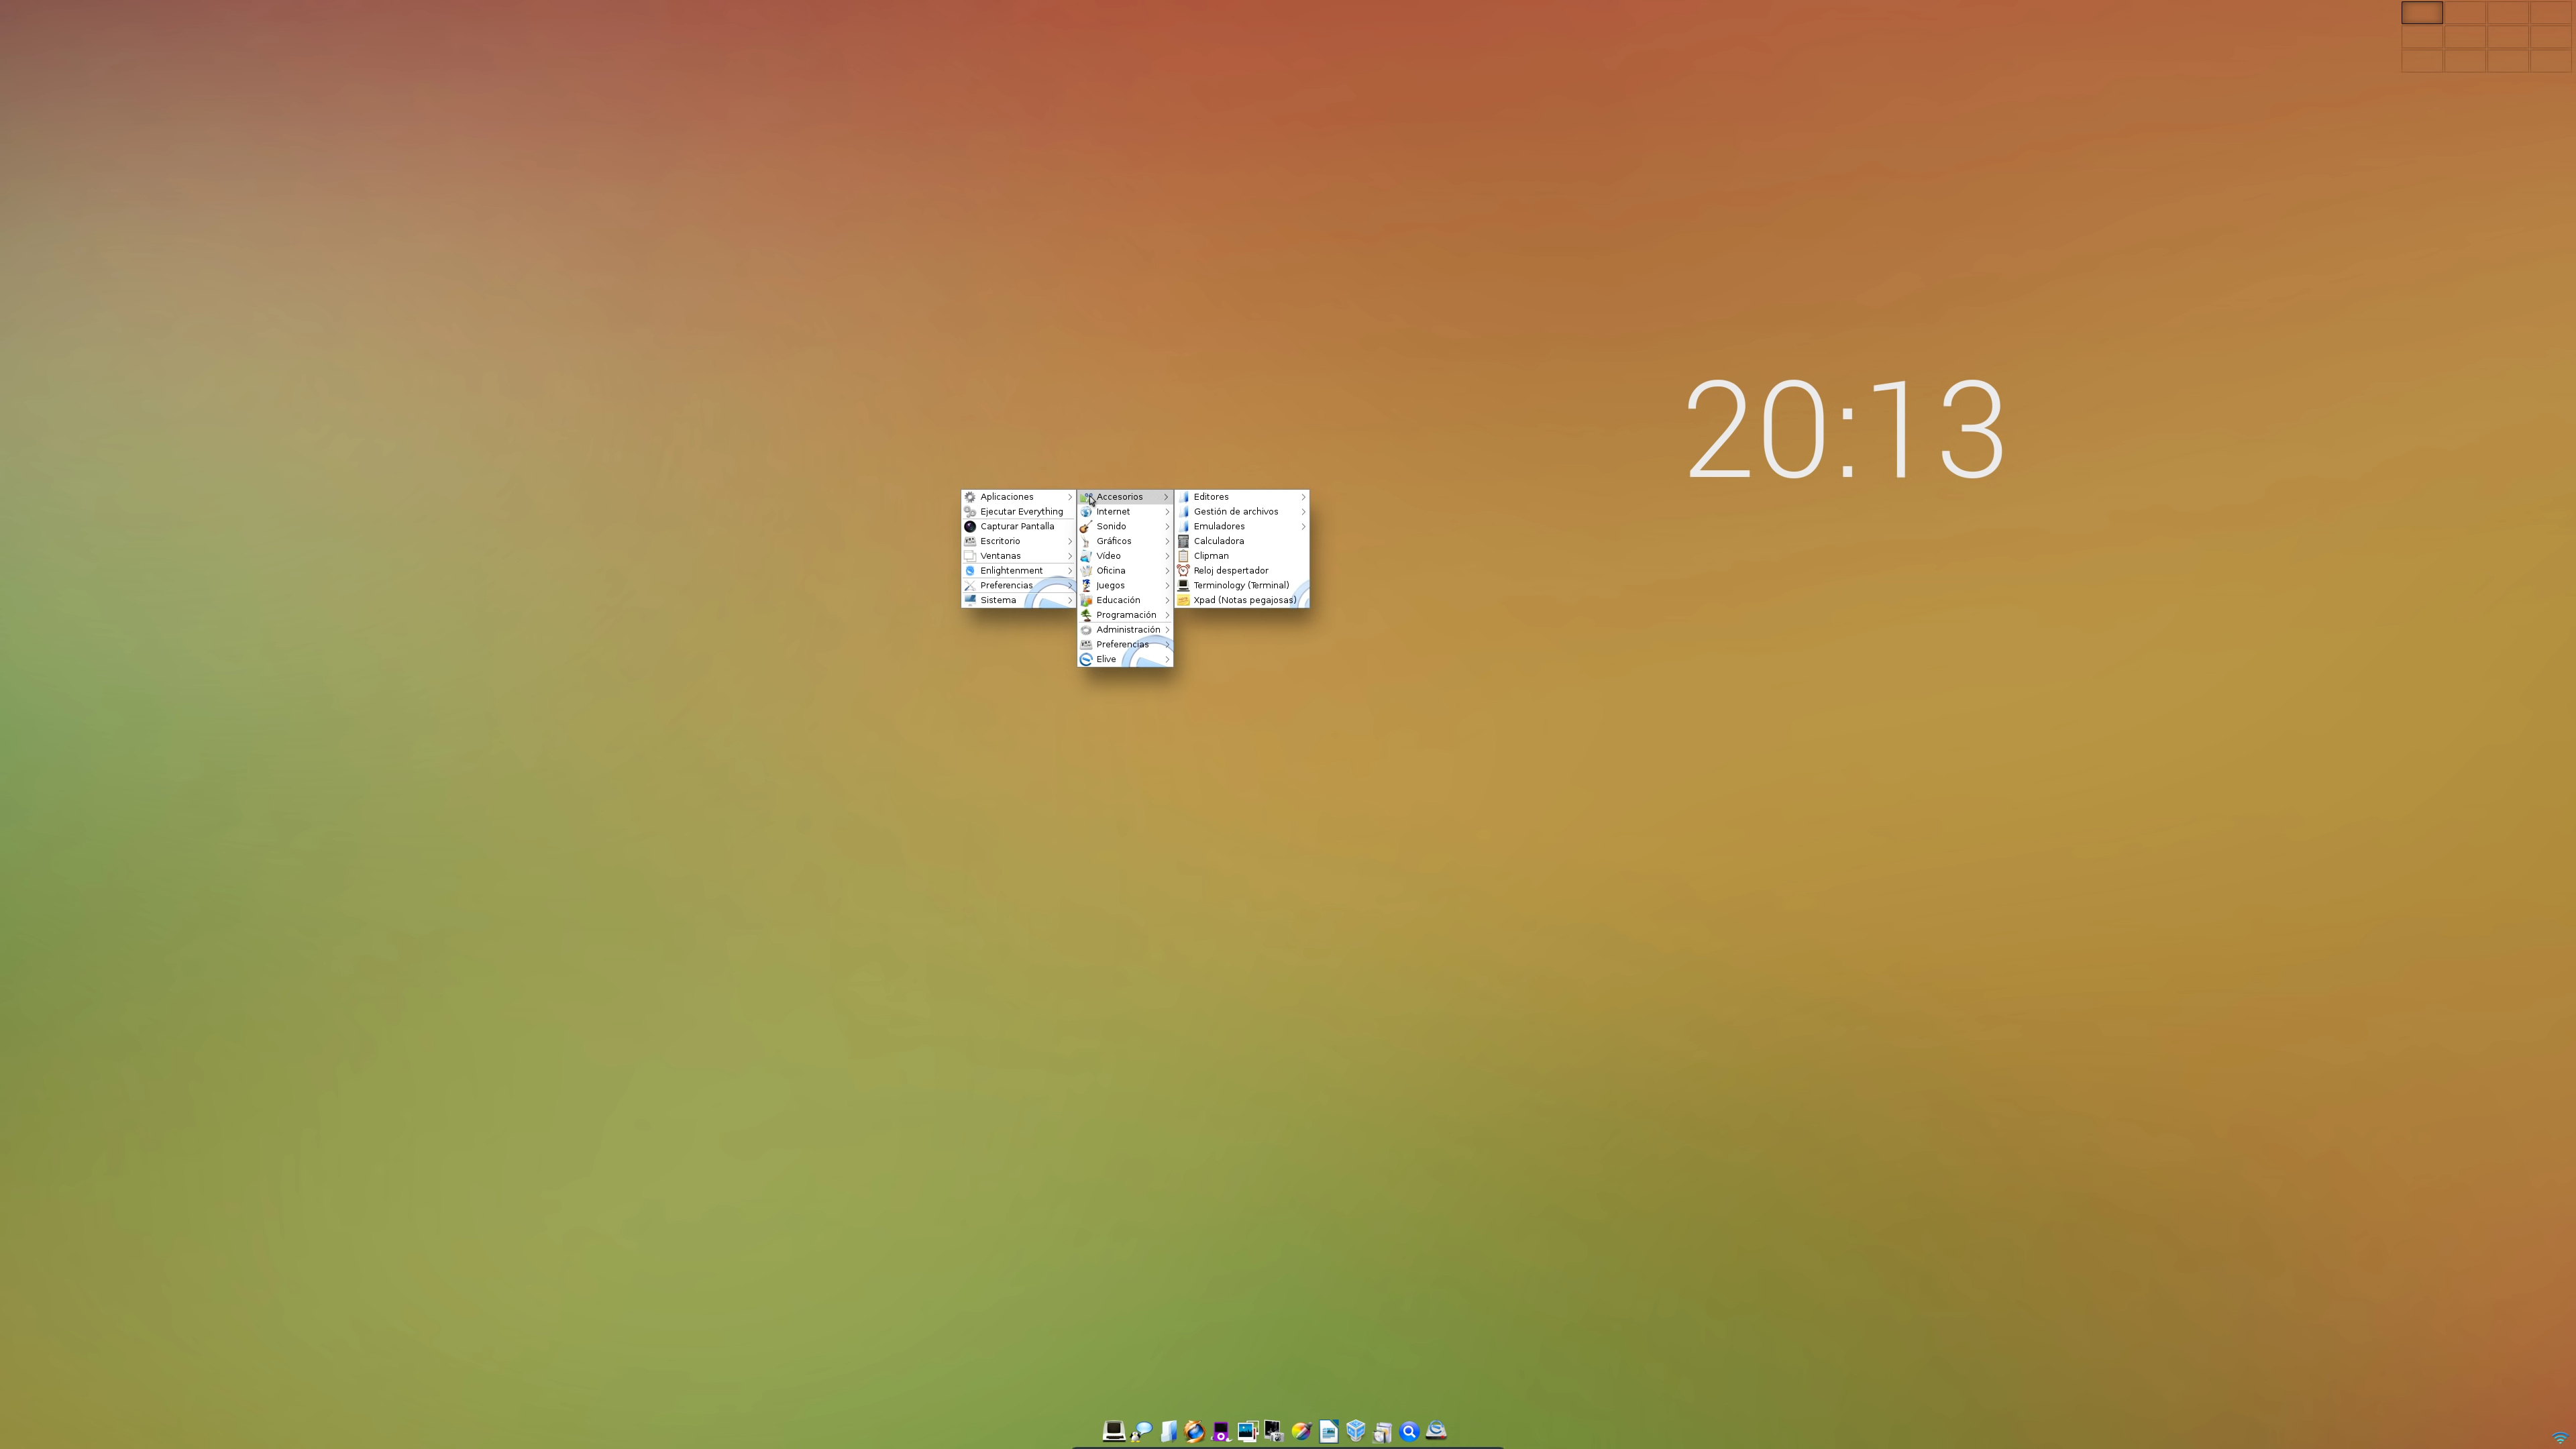 20:13
Aplicaciones
Ejecutar Everything
Capturar Pantalla
Escritorio
Ventanas
Enlightenment
Preferencias
Sistema
Accesorios
Internet
Sonido
Gráficos
Vídeo
Oficina
Juegos
Educación
Programación
Administración
Preferencias
Elive
Editores
Gestión de archivos
Emuladores
Calculadora
Clipman
Reloj despertador
Terminology (Terminal)
Xpad (Notas pegajosas)